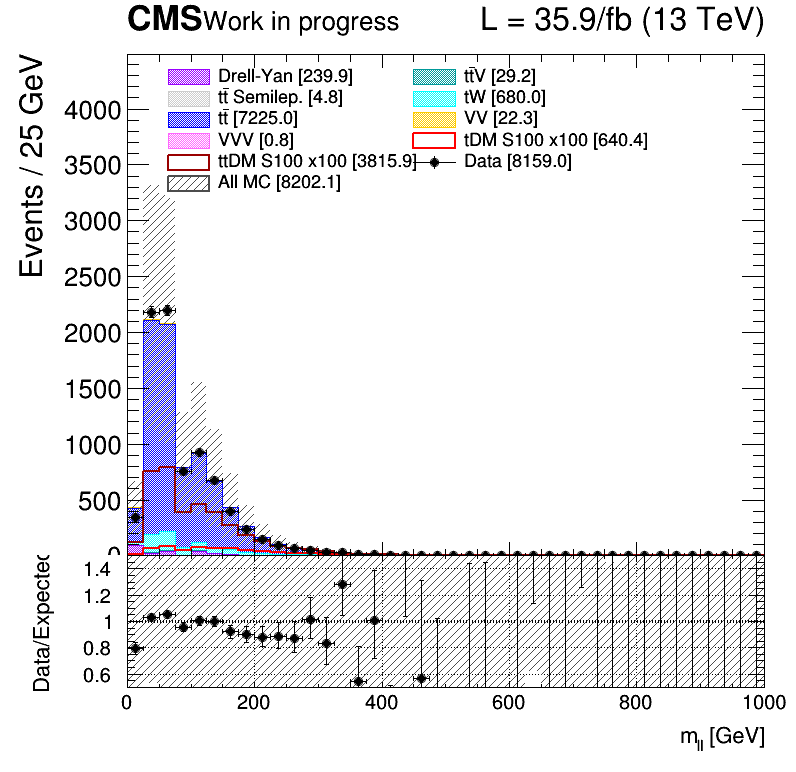 CMS Work in progress L = 35.9/fb (13 TeV)
Drell-Yan [239.9] tt̄V [29.2]
tt̄ Semilep. [4.8] tW [680.0]
tt̄ [7225.0] VV [22.3]
VVV [0.8] tDM S100 x100 [640.4]
ttDM S100 x100 [3815.9] Data [8159.0]
All MC [8202.1]
Events / 25 GeV
4000
3500
3000
2500
2000
1500
1000
500
0
Data/Expected
1.4
1.2
1
0.8
0.6
0 200 400 600 800 1000
m_ll [GeV]